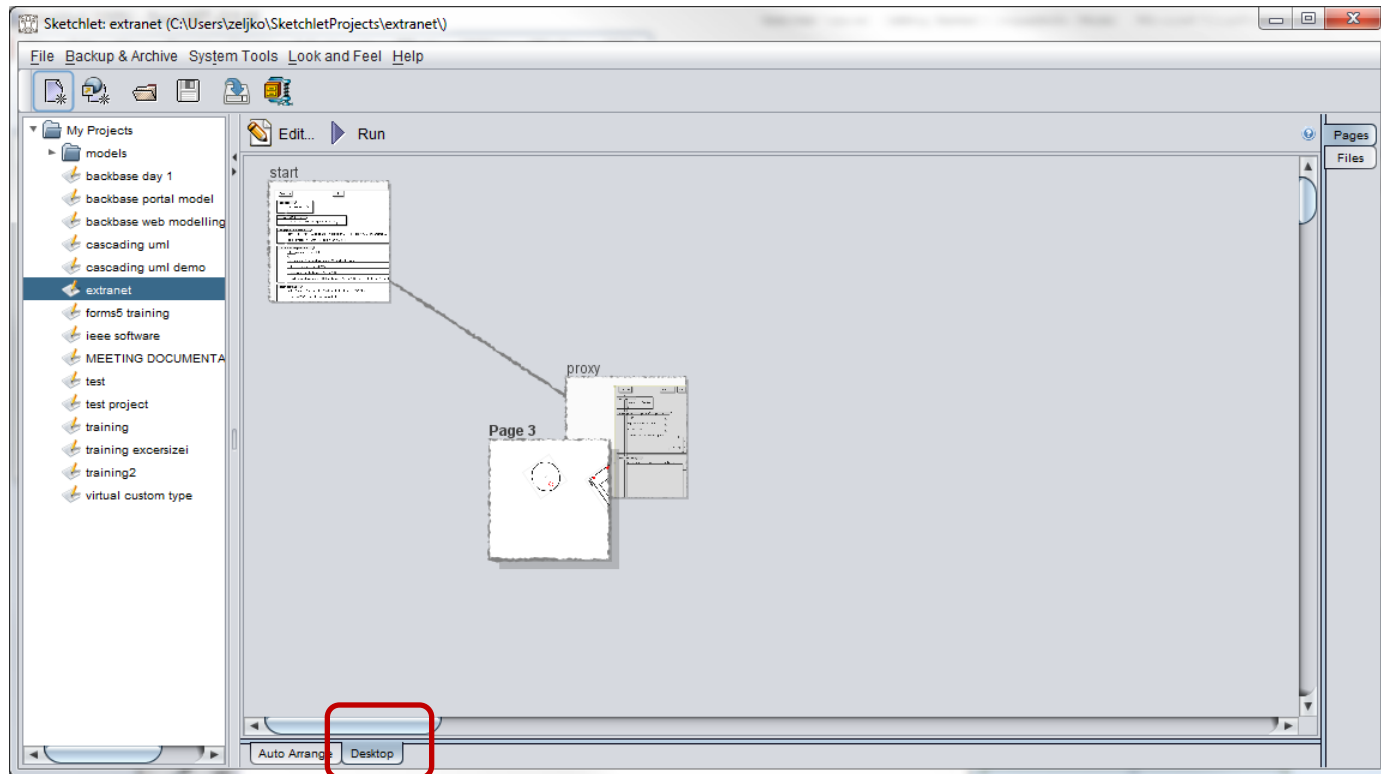 Sketchlet: extranet (C:\Users\zeljko\SketchletProjects\extranet\)
File Backup & Archive System Tools Look and Feel Help
My Projects
models
backbase day 1
backbase portal model
backbase web modelling
cascading uml
cascading uml demo
extranet
forms5 training
ieee software
MEETING DOCUMENTA
test
test project
training
training excersizei
training2
virtual custom type
Edit... Run
start
proxy
Page 3
Pages
Files
Auto Arrange Desktop